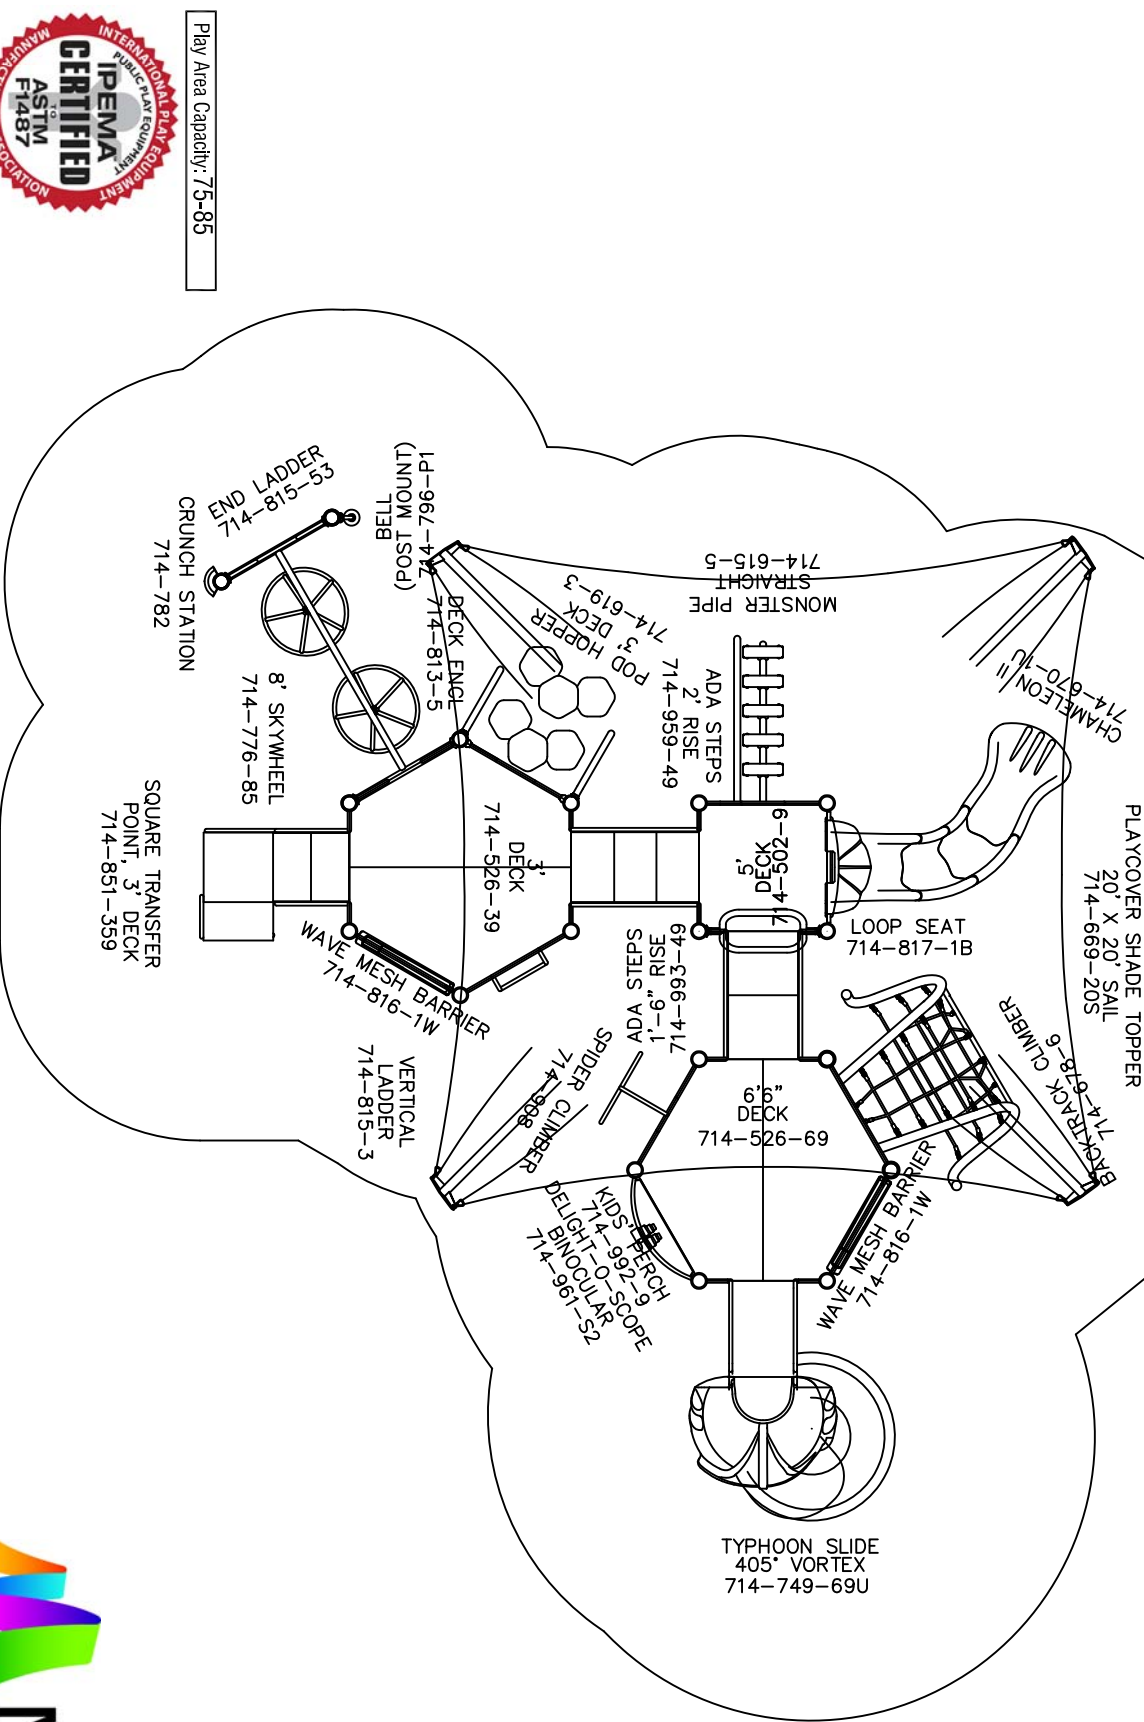 Play Area Capacity: 75-85
INTERNATIONAL PLAY EQUIPMENT
PUBLIC PLAY EQUIPMENT
IPEMA
CERTIFIED
TO
ASTM
F1487
END LADDER
714-815-53
CRUNCH STATION
714-782
BELL
(POST MOUNT)
714-796-P1
DECK ENCL
714-813-5
8' SKYWHEEL
714-776-85
SQUARE TRANSFER
POINT, 3' DECK
714-851-359
3'
DECK
714-526-39
WAVE MESH BARRIER
714-816-1W
POD HOPPER
3' DECK
714-619-3
MONSTER PIPE
STRAIGHT
714-615-5
ADA STEPS
2' RISE
714-959-49
5'
DECK
714-502-9
CHAMELEON II
714-670-1U
LOOP SEAT
714-817-1B
PLAYCOVER SHADE TOPPER
20' X 20' SAIL
714-669-20S
ADA STEPS
1'-6" RISE
714-993-49
BACKTRACK CLIMBER
714-678-6
SPIDER CLIMBER
714-908
VERTICAL
LADDER
714-815-3
6'6"
DECK
714-526-69
WAVE MESH BARRIER
714-816-1W
KIDS' PERCH
714-992-9
DELIGHT-O-SCOPE
BINOCULAR
714-961-S2
TYPHOON SLIDE
405° VORTEX
714-749-69U